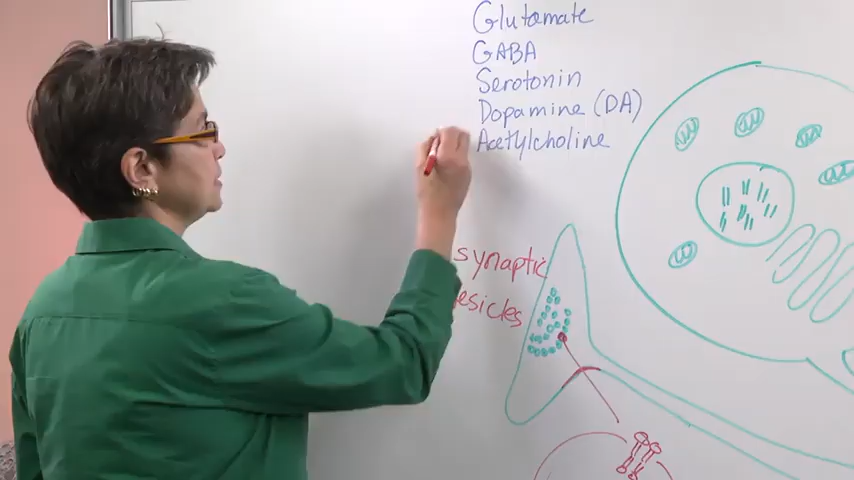 Glutamate
GABA
Serotonin
Dopamine (DA)
Acetylcholine
synaptic
esicles